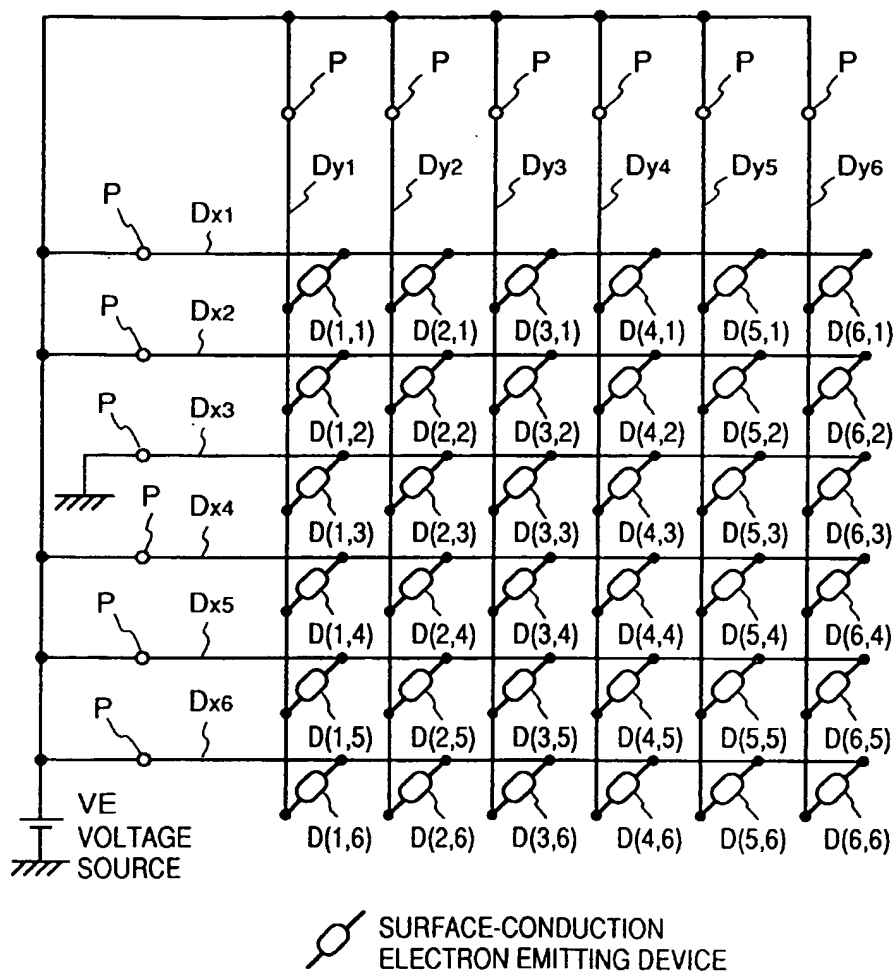 P P P P P P
Dy1 Dy2 Dy3 Dy4 Dy5 Dy6
P Dx1
D(1,1) D(2,1) D(3,1) D(4,1) D(5,1) D(6,1)
P Dx2
D(1,2) D(2,2) D(3,2) D(4,2) D(5,2) D(6,2)
P Dx3
D(1,3) D(2,3) D(3,3) D(4,3) D(5,3) D(6,3)
P Dx4
D(1,4) D(2,4) D(3,4) D(4,4) D(5,4) D(6,4)
P Dx5
D(1,5) D(2,5) D(3,5) D(4,5) D(5,5) D(6,5)
P Dx6
D(1,6) D(2,6) D(3,6) D(4,6) D(5,6) D(6,6)
VE
VOLTAGE
SOURCE
SURFACE-CONDUCTION
ELECTRON EMITTING DEVICE